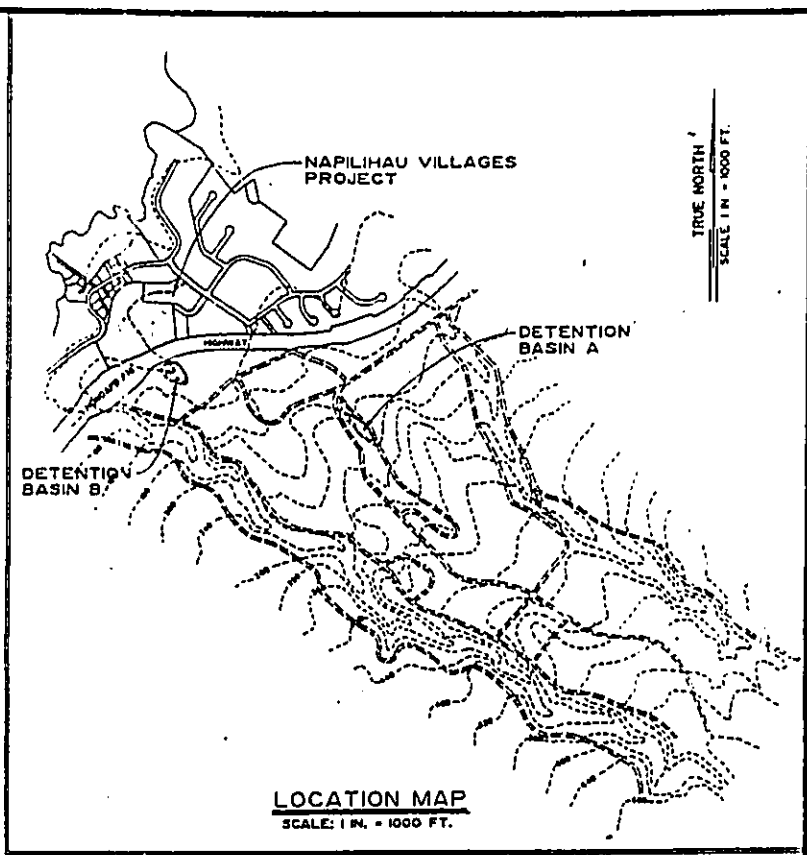 NAPILIHAU VILLAGES
PROJECT
TRUE NORTH
SCALE 1 IN = 1000 FT.
DETENTION
BASIN A
HIGHWAY
DETENTION
BASIN B
LOCATION MAP
SCALE: 1 IN. = 1000 FT.